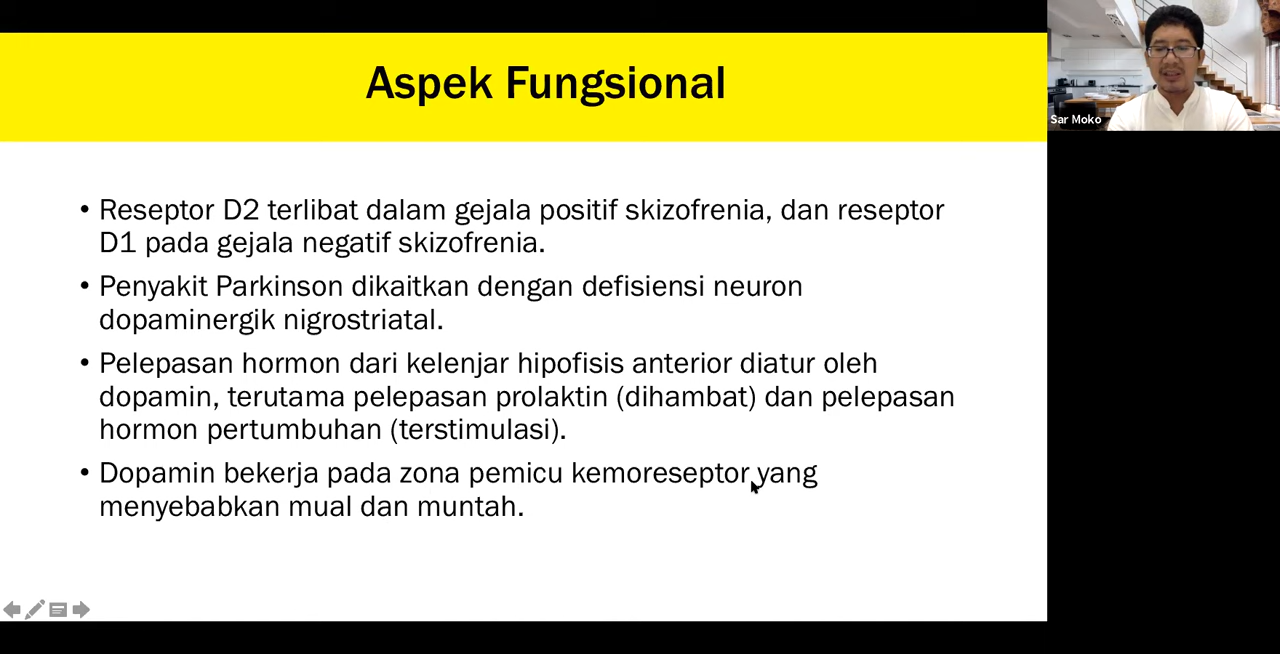 Aspek Fungsional
• Reseptor D2 terlibat dalam gejala positif skizofrenia, dan reseptor
D1 pada gejala negatif skizofrenia.
• Penyakit Parkinson dikaitkan dengan defisiensi neuron
dopaminergik nigrostriatal.
• Pelepasan hormon dari kelenjar hipofisis anterior diatur oleh
dopamin, terutama pelepasan prolaktin (dihambat) dan pelepasan
hormon pertumbuhan (terstimulasi).
• Dopamin bekerja pada zona pemicu kemoreseptor yang
menyebabkan mual dan muntah.
Sar Moko